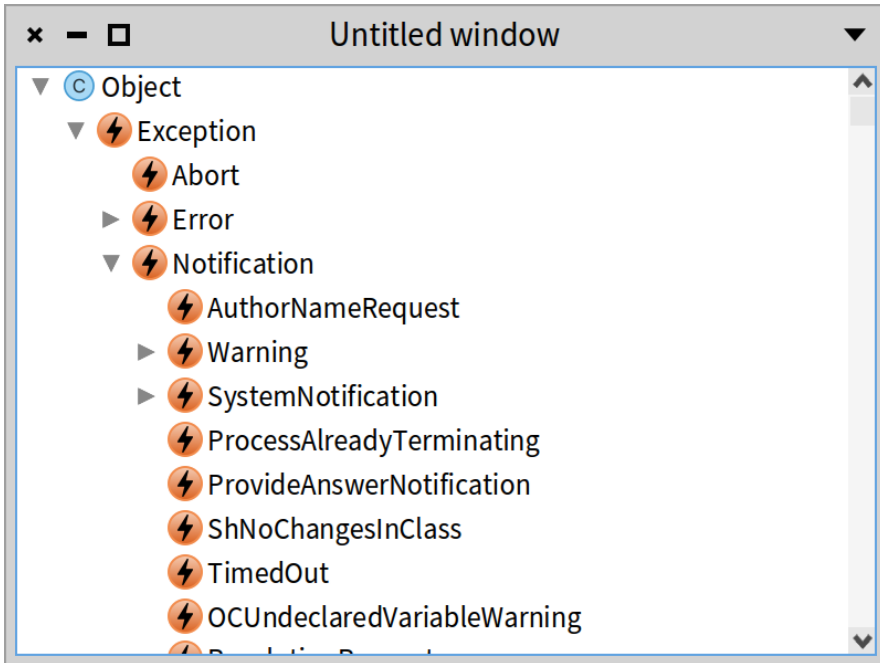 Untitled window
C Object
Exception
Abort
Error
Notification
AuthorNameRequest
Warning
SystemNotification
ProcessAlreadyTerminating
ProvideAnswerNotification
ShNoChangesInClass
TimedOut
OCUndeclaredVariableWarning